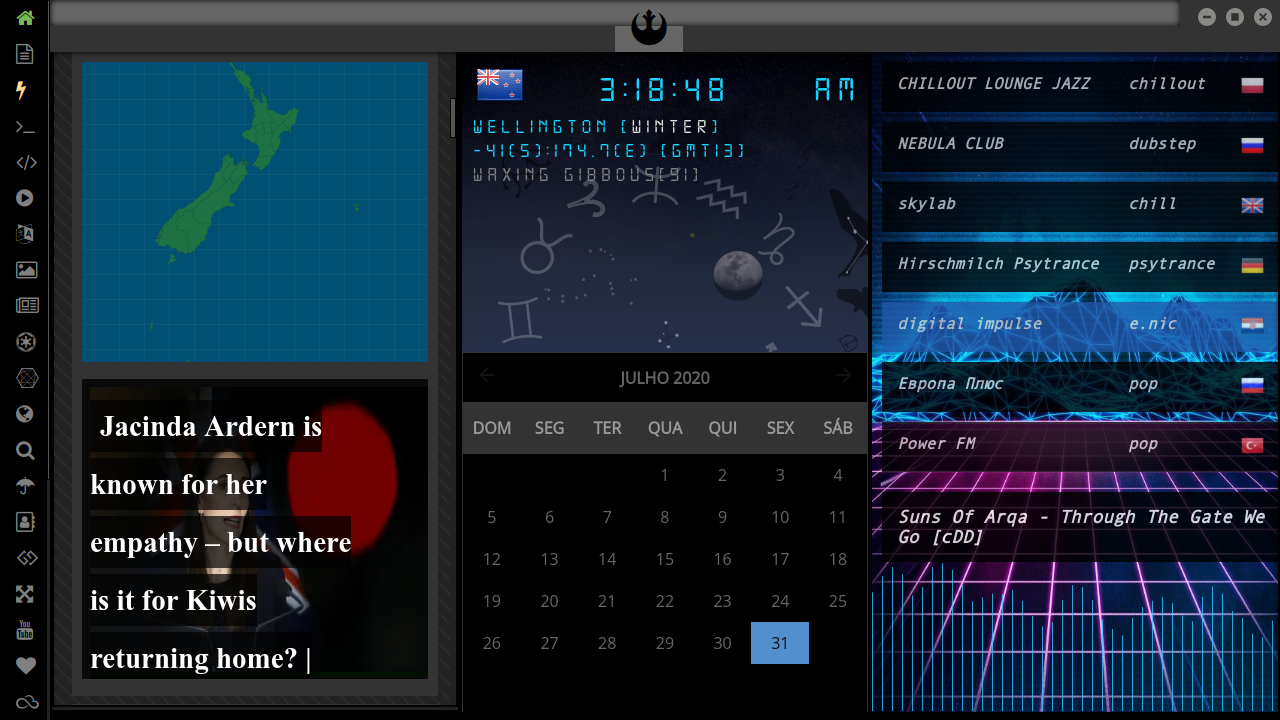 Jacinda Ardern is
known for her
empathy – but where
is it for Kiwis
returning home? |
3:18:48 AM
WELLINGTON [WINTER]
-41(S):174.7(E) [GMT13]
WAXING GIBBOUS[91]
JULHO 2020
DOM SEG TER QUA QUI SEX SÁB
1 2 3 4
5 6 7 8 9 10 11
12 13 14 15 16 17 18
19 20 21 22 23 24 25
26 27 28 29 30 31
CHILLOUT LOUNGE JAZZ chillout
NEBULA CLUB dubstep
skylab chill
Hirschmilch Psytrance psytrance
digital impulse e.nic
Европа Плюс pop
Power FM pop
Suns Of Arqa - Through The Gate We
Go [cDD]
You
Tube